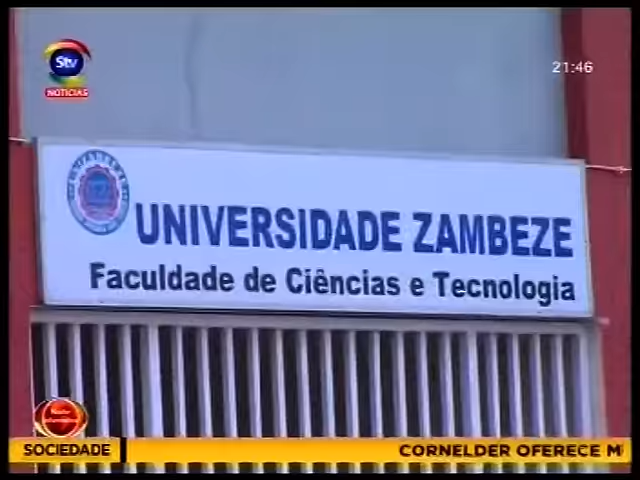 Stv
NOTÍCIAS
21:46
UNIVERSIDADE ZAMBEZE
Faculdade de Ciências e Tecnologia
SOCIEDADE
CORNELDER OFERECE M